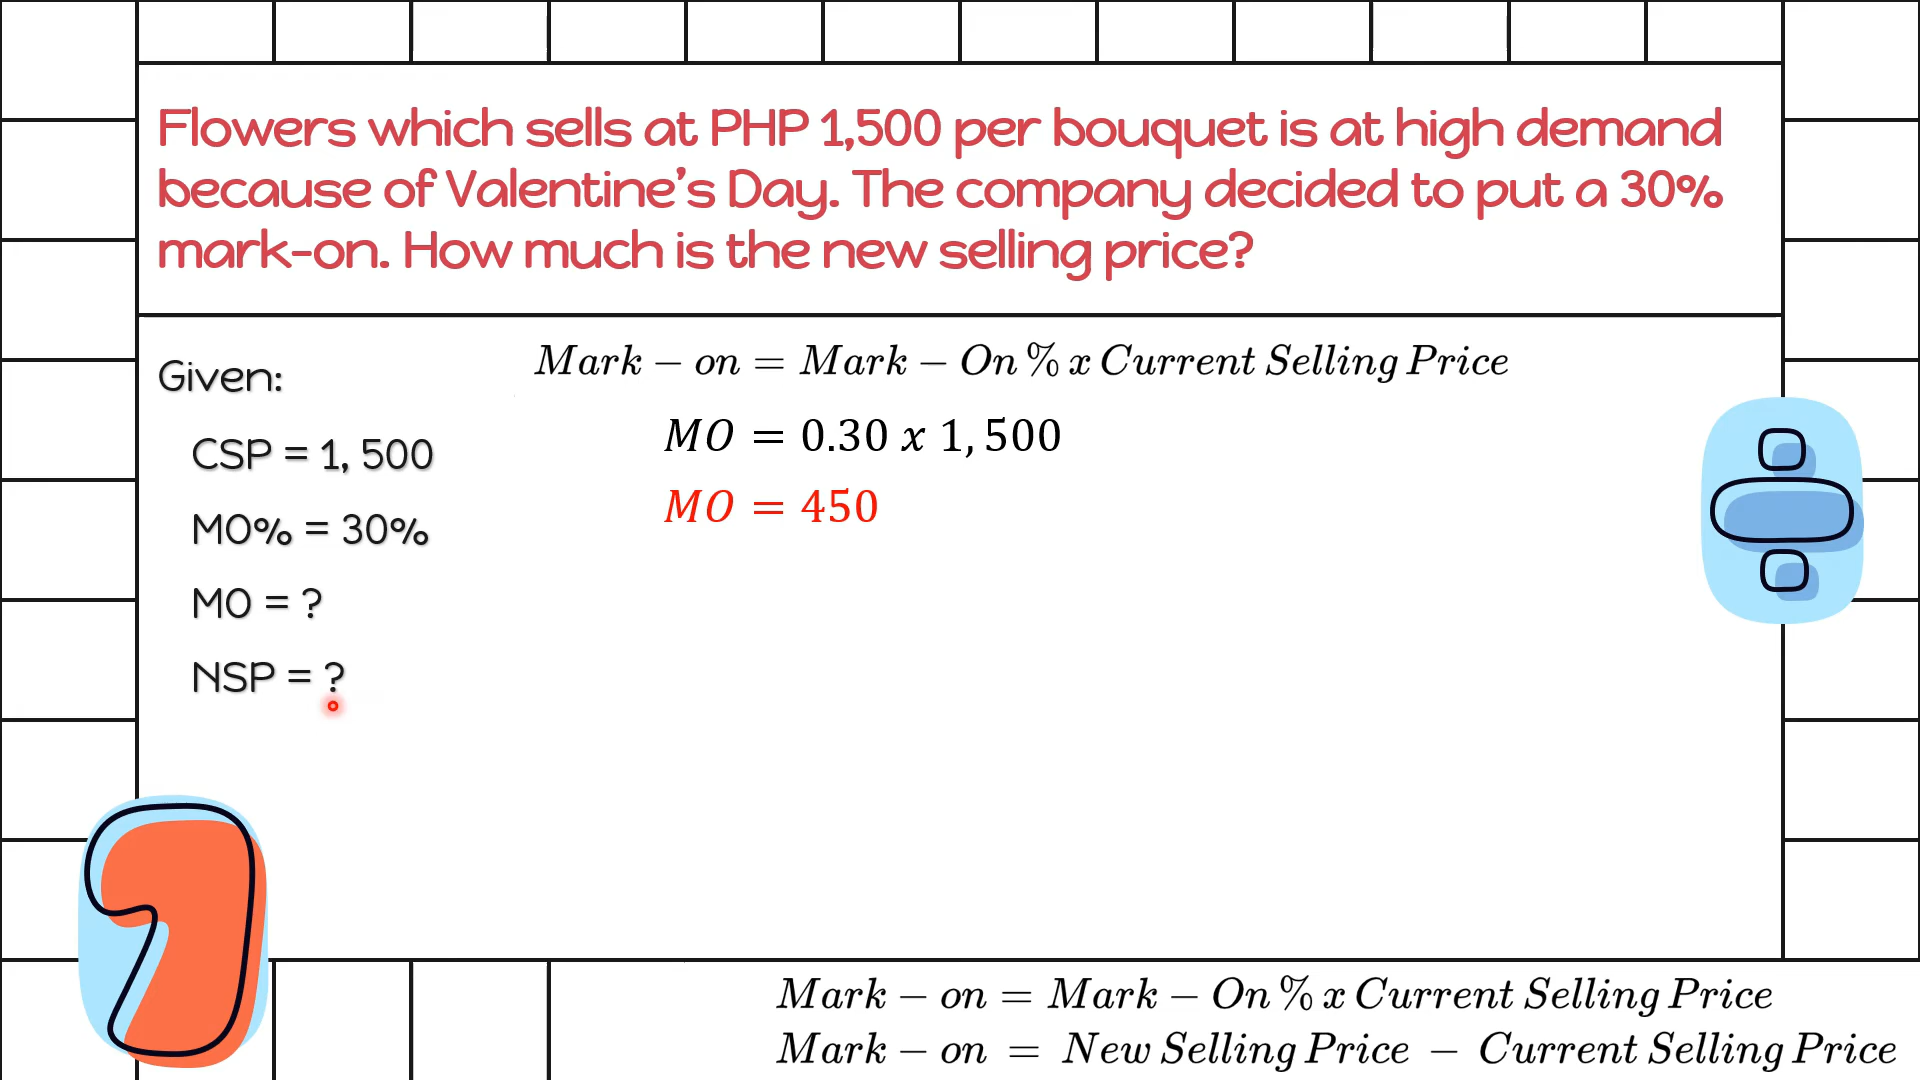 Flowers which sells at PHP 1,500 per bouquet is at high demand
because of Valentine's Day. The company decided to put a 30%
mark-on. How much is the new selling price?
Given:
CSP = 1, 500
MO% = 30%
MO = ?
NSP = ?
Mark − on = Mark − On % x Current Selling Price
MO = 0.30 x 1, 500
MO = 450
Mark − on = Mark − On % x Current Selling Price
Mark − on = New Selling Price − Current Selling Price